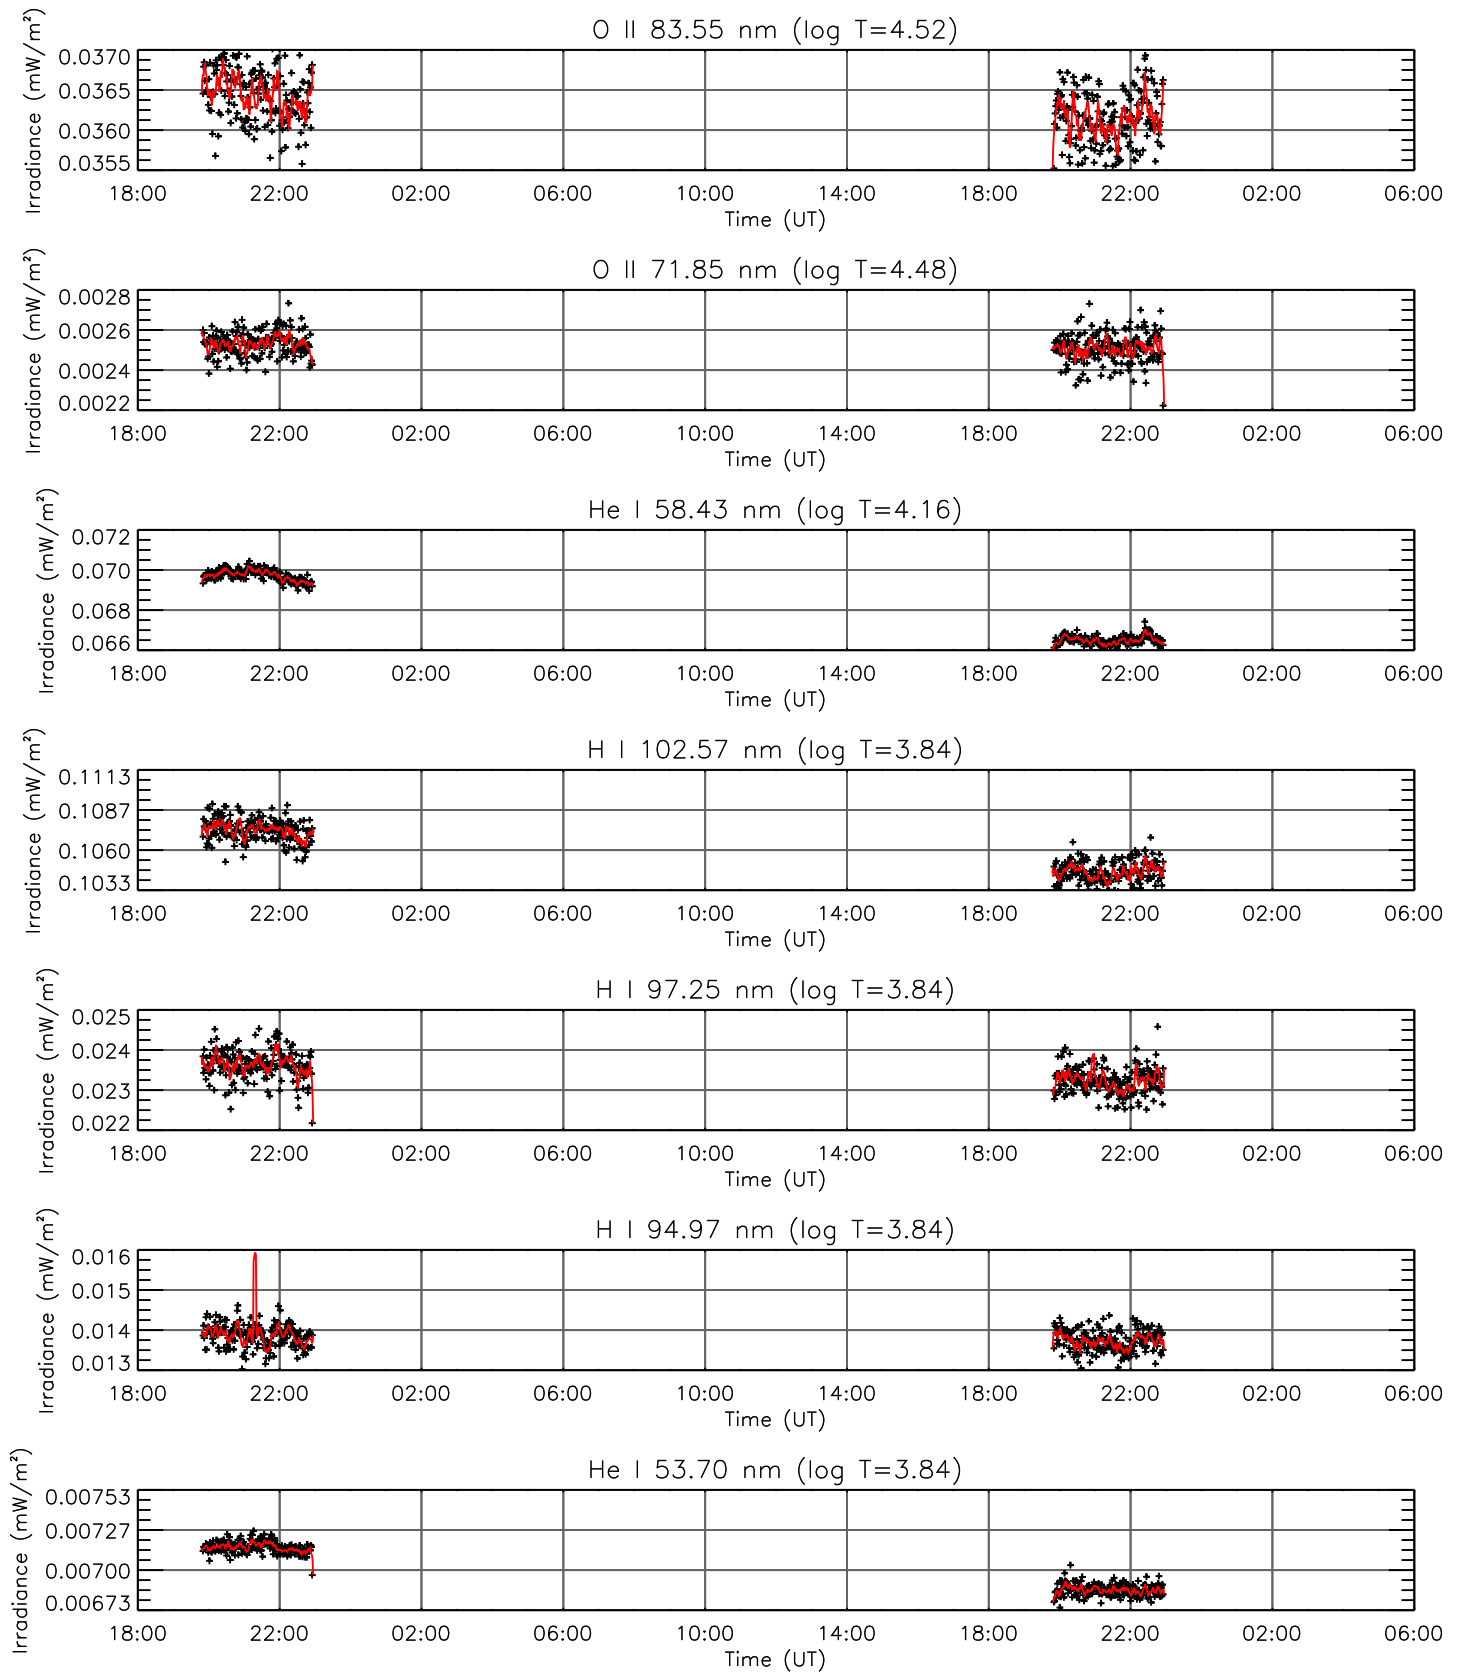 O II 83.55 nm (log T=4.52)
Irradiance (mW/m²)
0.0370
0.0365
0.0360
0.0355
18:00 22:00 02:00 06:00 10:00 14:00 18:00 22:00 02:00 06:00
Time (UT)
O II 71.85 nm (log T=4.48)
Irradiance (mW/m²)
0.0028
0.0026
0.0024
0.0022
18:00 22:00 02:00 06:00 10:00 14:00 18:00 22:00 02:00 06:00
Time (UT)
He I 58.43 nm (log T=4.16)
Irradiance (mW/m²)
0.072
0.070
0.068
0.066
18:00 22:00 02:00 06:00 10:00 14:00 18:00 22:00 02:00 06:00
Time (UT)
H I 102.57 nm (log T=3.84)
Irradiance (mW/m²)
0.1113
0.1087
0.1060
0.1033
18:00 22:00 02:00 06:00 10:00 14:00 18:00 22:00 02:00 06:00
Time (UT)
H I 97.25 nm (log T=3.84)
Irradiance (mW/m²)
0.025
0.024
0.023
0.022
18:00 22:00 02:00 06:00 10:00 14:00 18:00 22:00 02:00 06:00
Time (UT)
H I 94.97 nm (log T=3.84)
Irradiance (mW/m²)
0.016
0.015
0.014
0.013
18:00 22:00 02:00 06:00 10:00 14:00 18:00 22:00 02:00 06:00
Time (UT)
He I 53.70 nm (log T=3.84)
Irradiance (mW/m²)
0.00753
0.00727
0.00700
0.00673
18:00 22:00 02:00 06:00 10:00 14:00 18:00 22:00 02:00 06:00
Time (UT)